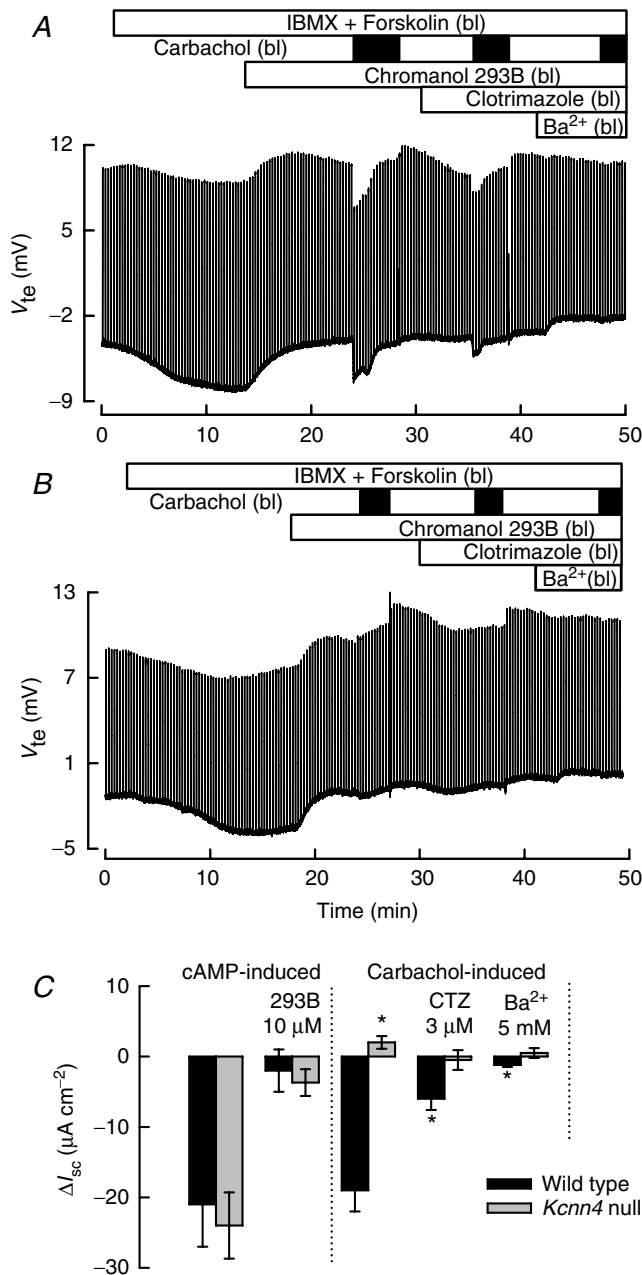 A
IBMX + Forskolin (bl)
Carbachol (bl)
Chromanol 293B (bl)
Clotrimazole (bl)
Ba²⁺ (bl)
12
5
−2
−9
V_te (mV)
0 10 20 30 40 50
B
IBMX + Forskolin (bl)
Carbachol (bl)
Chromanol 293B (bl)
Clotrimazole (bl)
Ba²⁺(bl)
13
7
1
−5
V_te (mV)
0 10 20 30 40 50
Time (min)
C
cAMP-induced Carbachol-induced
293B CTZ Ba²⁺
10 μM 3 μM 5 mM
10
0
−10
−20
−30
ΔI_sc (μA cm⁻²)
*
*
*
Wild type
Kcnn4 null